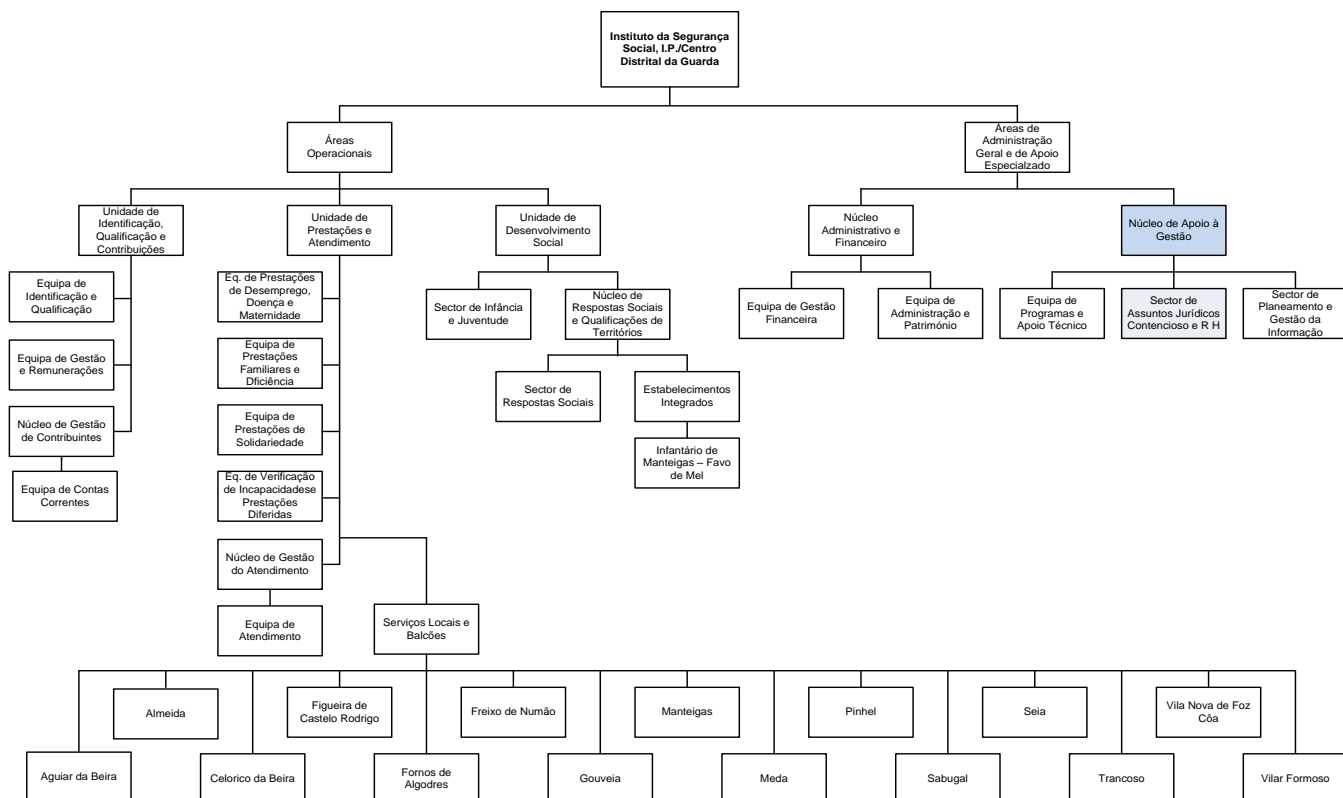 Instituto da Segurança
Social, I.P./Centro
Distrital da Guarda
Áreas
Operacionais
Áreas de
Administração
Geral e de Apoio
Especialzado
Unidade de
Identificação,
Qualificação e
Contribuições
Unidade de
Prestações e
Atendimento
Unidade de
Desenvolvimento
Social
Núcleo
Administrativo e
Financeiro
Núcleo de Apoio à
Gestão
Equipa de
Identificação e
Qualificação
Eq. de Prestações
de Desemprego,
Doença e
Maternidade
Sector de Infância
e Juventude
Núcleo de
Respostas Sociais
e Qualificações de
Territórios
Equipa de Gestão
Financeira
Equipa de
Administração e
Património
Equipa de
Programas e
Apoio Técnico
Sector de
Assuntos Jurídicos
Contencioso e R H
Sector de
Planeamento e
Gestão da
Informação
Equipa de Gestão
e Remunerações
Equipa de
Prestações
Familiares e
Dficiência
Sector de
Respostas Sociais
Estabelecimentos
Integrados
Núcleo de Gestão
de Contribuintes
Equipa de
Prestações de
Solidariedade
Infantário de
Manteigas – Favo
de Mel
Equipa de Contas
Correntes
Eq. de Verificação
de Incapacidadese
Prestações
Diferidas
Núcleo de Gestão
do Atendimento
Equipa de
Atendimento
Serviços Locais e
Balcões
Almeida
Figueira de
Castelo Rodrigo
Freixo de Numão
Manteigas
Pinhel
Seia
Vila Nova de Foz
Côa
Aguiar da Beira
Celorico da Beira
Fornos de
Algodres
Gouveia
Meda
Sabugal
Trancoso
Vilar Formoso